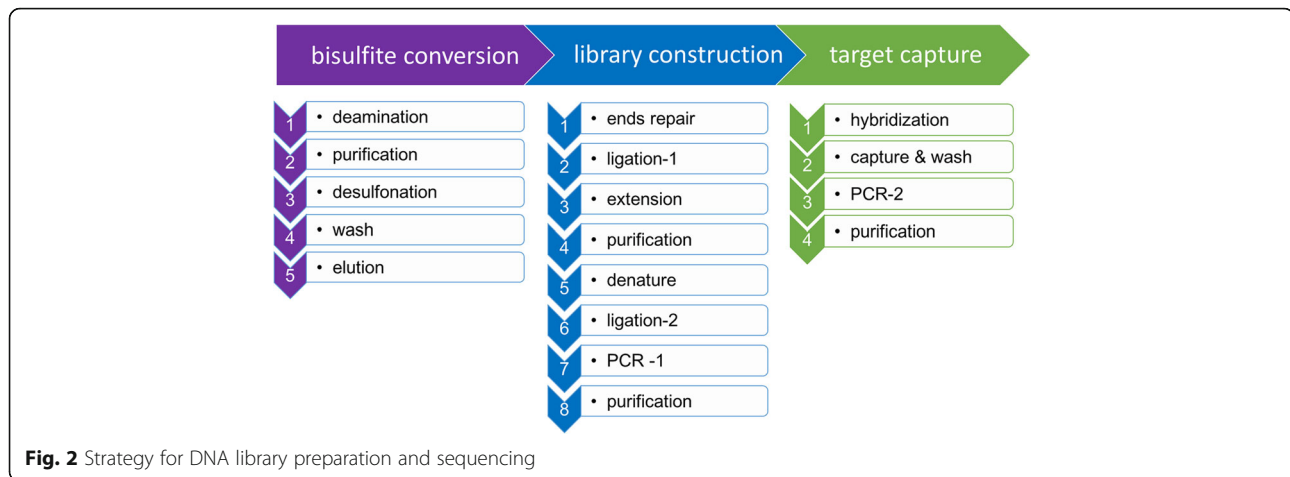 bisulfite conversion
library construction
target capture
1 • deamination
2 • purification
3 • desulfonation
4 • wash
5 • elution
1 • ends repair
2 • ligation-1
3 • extension
4 • purification
5 • denature
6 • ligation-2
7 • PCR -1
8 • purification
1 • hybridization
2 • capture & wash
3 • PCR-2
4 • purification
Fig. 2 Strategy for DNA library preparation and sequencing